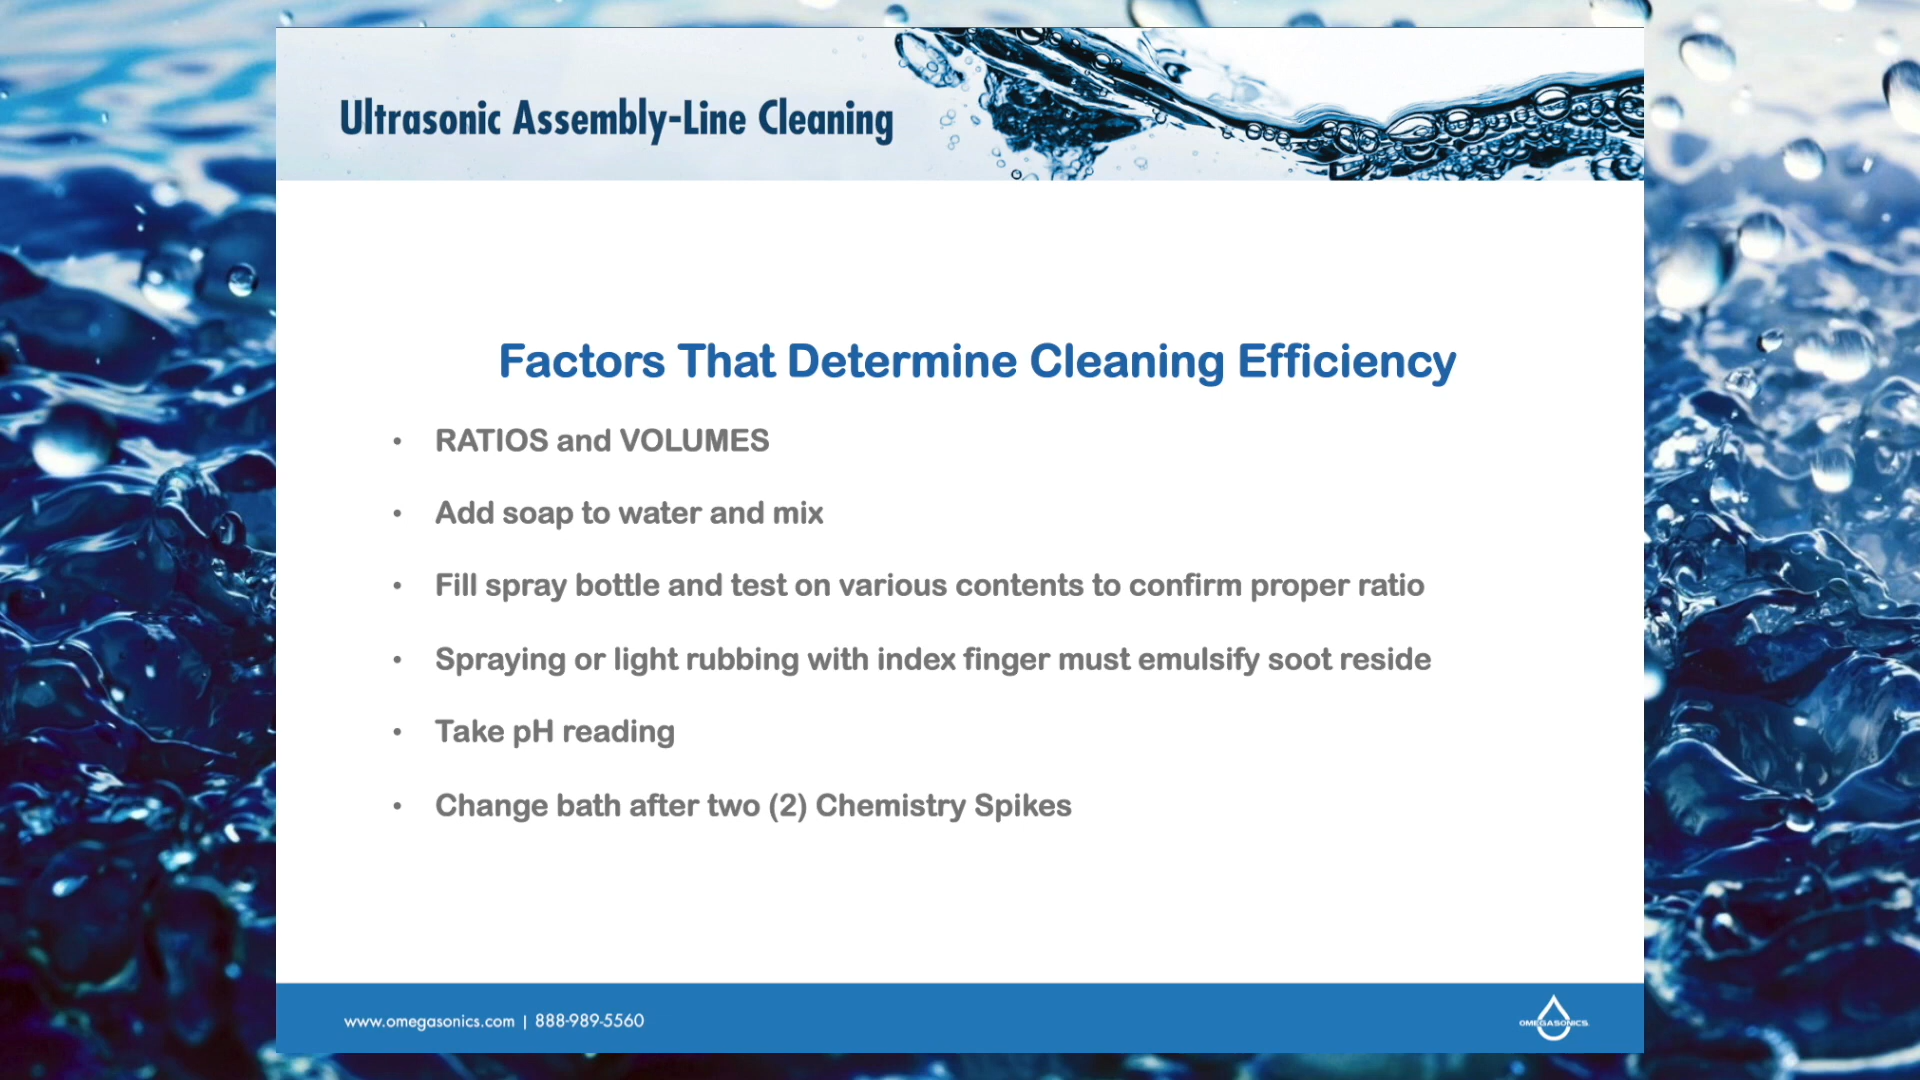 Ultrasonic Assembly-Line Cleaning
Factors That Determine Cleaning Efficiency
• RATIOS and VOLUMES
• Add soap to water and mix
• Fill spray bottle and test on various contents to confirm proper ratio
• Spraying or light rubbing with index finger must emulsify soot reside
• Take pH reading
• Change bath after two (2) Chemistry Spikes
www.omegasonics.com | 888-989-5560
OMEGASONICS